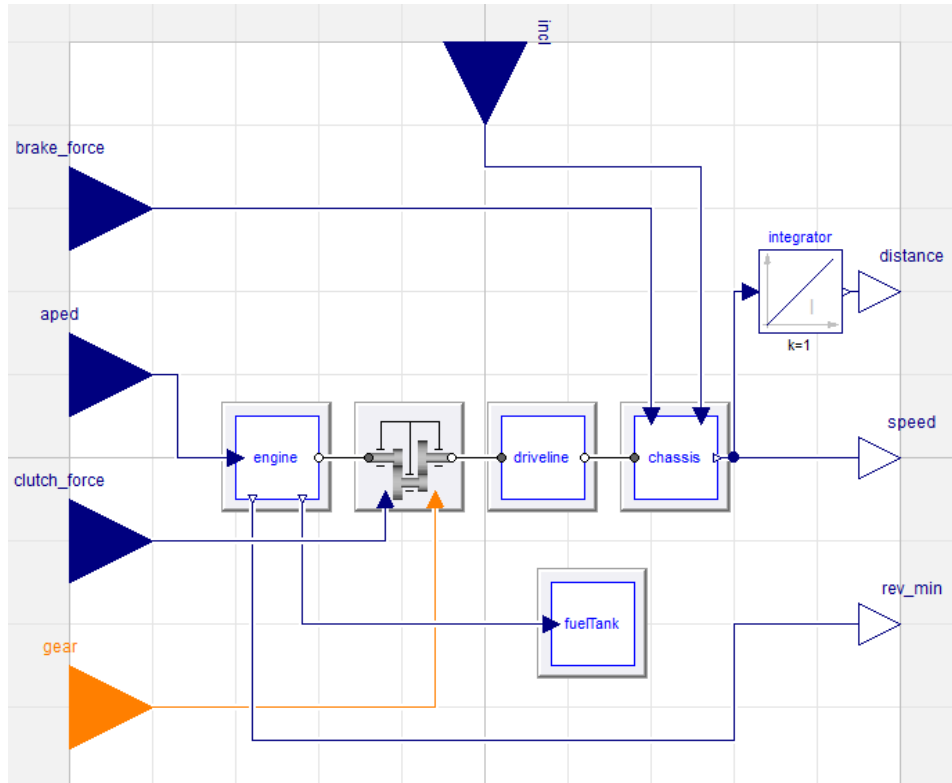 incl
brake_force
integrator
distance
k=1
aped
speed
engine
driveline
chassis
clutch_force
rev_min
fuelTank
gear